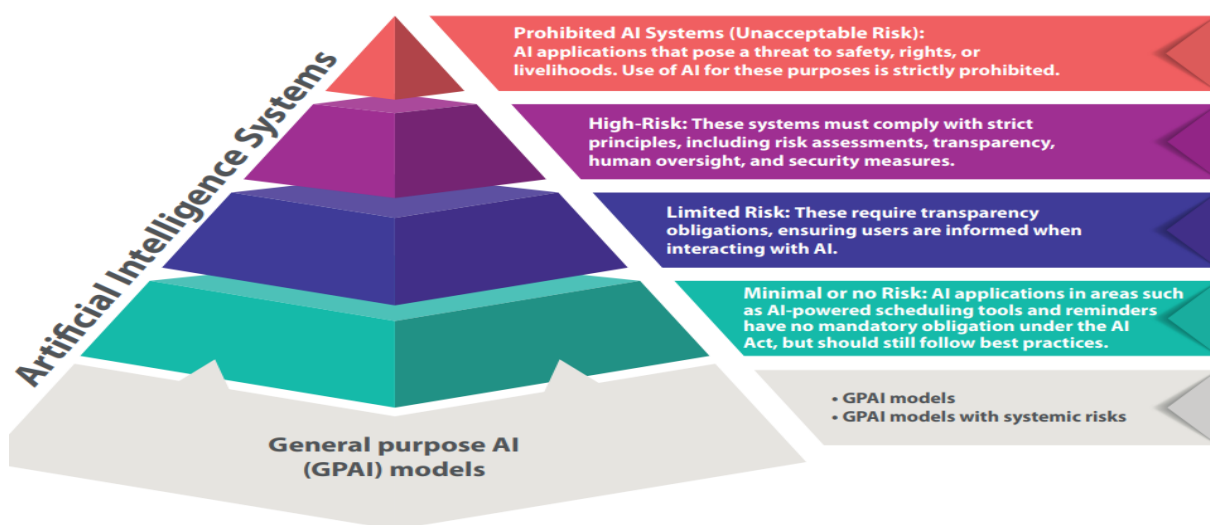 Artificial Intelligence Systems
Prohibited AI Systems (Unacceptable Risk):
AI applications that pose a threat to safety, rights, or
livelihoods. Use of AI for these purposes is strictly prohibited.
High-Risk: These systems must comply with strict
principles, including risk assessments, transparency,
human oversight, and security measures.
Limited Risk: These require transparency
obligations, ensuring users are informed when
interacting with AI.
Minimal or no Risk: AI applications in areas such
as AI-powered scheduling tools and reminders
have no mandatory obligation under the AI
Act, but should still follow best practices.
• GPAI models
• GPAI models with systemic risks
General purpose AI
(GPAI) models